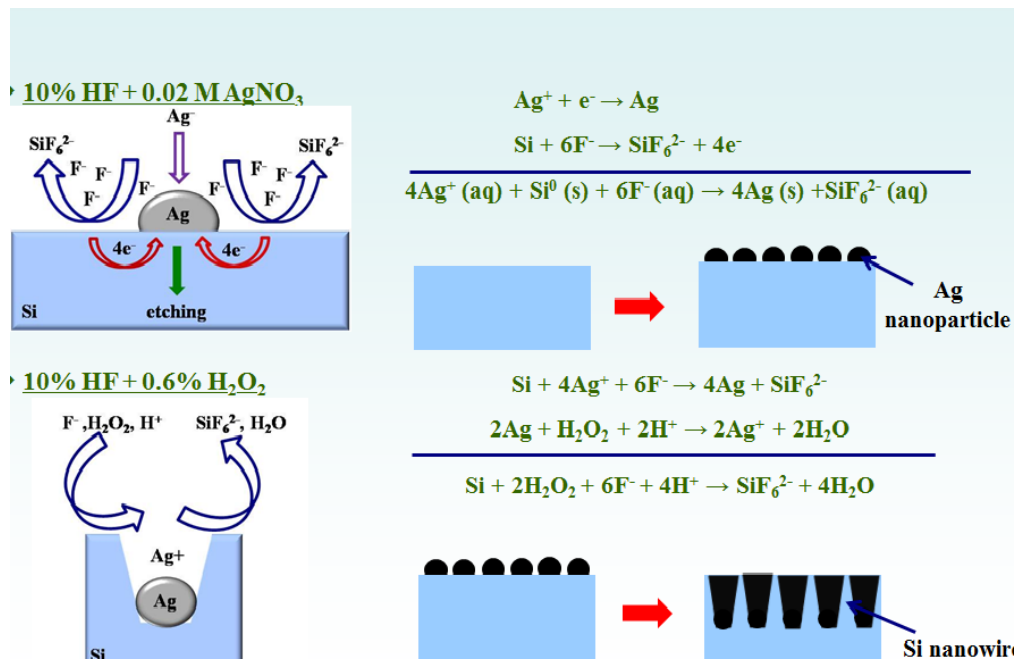 10% HF + 0.02 M AgNO₃
Ag⁻
SiF₆²⁻ SiF₆²⁻
F⁻ F⁻ F⁻ F⁻
F⁻ F⁻ F⁻ F⁻
Ag
4e⁻ 4e⁻
Si etching
Ag⁺ + e⁻ → Ag
Si + 6F⁻ → SiF₆²⁻ + 4e⁻
4Ag⁺ (aq) + Si⁰ (s) + 6F⁻ (aq) → 4Ag (s) +SiF₆²⁻ (aq)
Ag
nanoparticle
10% HF + 0.6% H₂O₂
F⁻ ,H₂O₂, H⁺ SiF₆²⁻, H₂O
Ag+
Ag
Si
Si + 4Ag⁺ + 6F⁻ → 4Ag + SiF₆²⁻
2Ag + H₂O₂ + 2H⁺ → 2Ag⁺ + 2H₂O
Si + 2H₂O₂ + 6F⁻ + 4H⁺ → SiF₆²⁻ + 4H₂O
Si nanowire